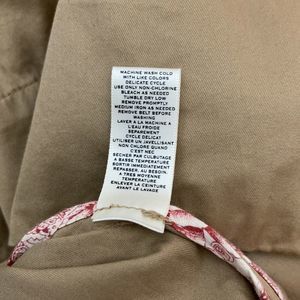 MACHINE WASH COLD
WITH LIKE COLORS
DELICATE CYCLE
USE ONLY NON-CHLORINE
BLEACH AS NEEDED
TUMBLE DRY LOW
REMOVE PROMPTLY
MEDIUM IRON AS NEEDED
REMOVE BELT BEFORE
WASHING
LAVER A LA MACHINE A
L'EAU FROIDE
SEPAREMENT
CYCLE DELICAT
UTILISER UN JAVELLISANT
NON CHLORE QUAND
C'EST NEC
SECHER PAR CULBUTAGE
A BASSE TEMPERATURE
SORTIR IMMEDIATEMENT
REPASSER, AU BESOIN,
A TRES MOYENNE
TEMPERATURE
ENLEVER LA CEINTURE
AVANT LE LAVAGE